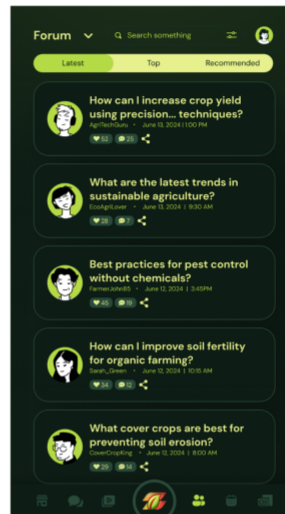 Forum
Search something
Latest Top Recommended
How can I increase crop yield
using precision... techniques?
AgriTechGuru • June 13, 2024 | 1:00 PM
52 25
What are the latest trends in
sustainable agriculture?
EcoAgriLover • June 13, 2024 | 9:30 AM
28 7
Best practices for pest control
without chemicals?
FarmerJohn85 • June 12, 2024 | 3:45PM
45 18
How can I improve soil fertility
for organic farming?
Sarah_Green • June 12, 2024 | 10:15 AM
34 12
What cover crops are best for
preventing soil erosion?
CoverCropKing • June 12, 2024 | 8:00 AM
29 14